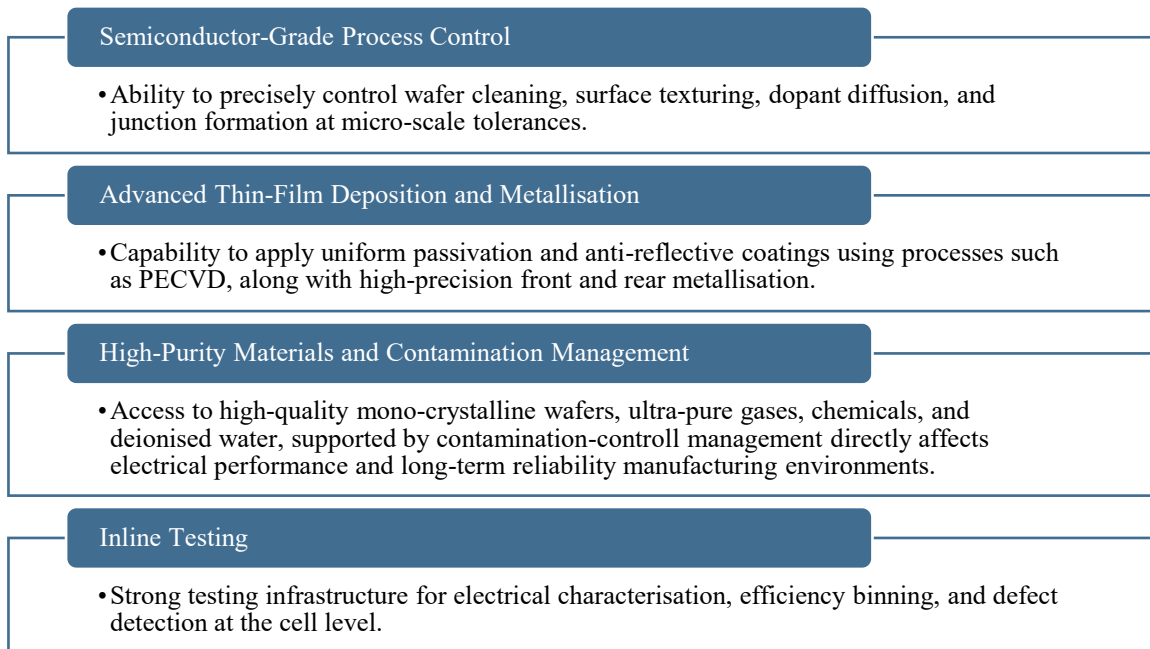 Semiconductor-Grade Process Control
•Ability to precisely control wafer cleaning, surface texturing, dopant diffusion, and
junction formation at micro-scale tolerances.
Advanced Thin-Film Deposition and Metallisation
•Capability to apply uniform passivation and anti-reflective coatings using processes such
as PECVD, along with high-precision front and rear metallisation.
High-Purity Materials and Contamination Management
•Access to high-quality mono-crystalline wafers, ultra-pure gases, chemicals, and
deionised water, supported by contamination-controll management directly affects
electrical performance and long-term reliability manufacturing environments.
Inline Testing
•Strong testing infrastructure for electrical characterisation, efficiency binning, and defect
detection at the cell level.